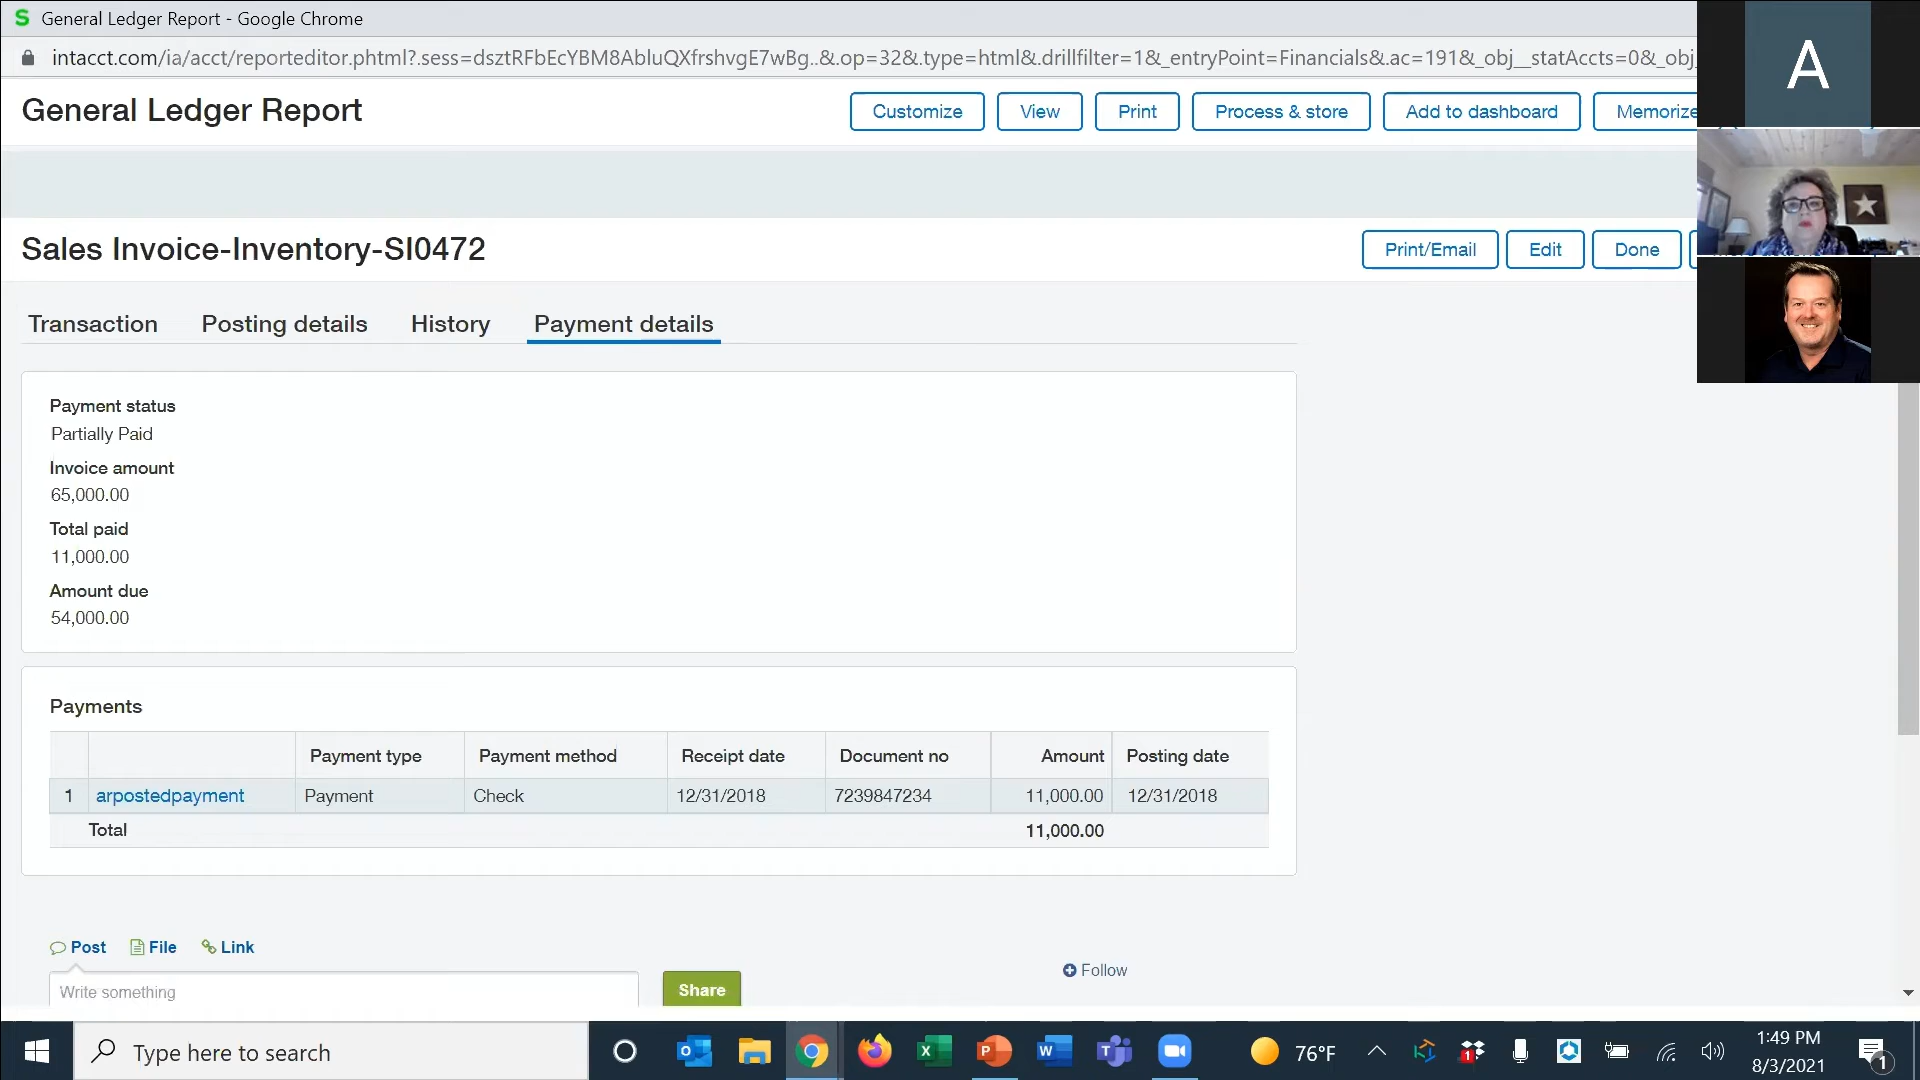 S General Ledger Report - Google Chrome
intacct.com/ia/acct/reporteditor.phtml?.sess=dsztRFbEcYBM8AbluQXfrshvgE7wBg..&.op=32&.type=html&.drillfilter=1&_entryPoint=Financials&.ac=191&_obj__statAccts=0&_obj_
General Ledger Report
Customize
View
Print
Process & store
Add to dashboard
Memorize
A
Sales Invoice-Inventory-SI0472
Print/Email
Edit
Done
Transaction
Posting details
History
Payment details
Payment status
Partially Paid
Invoice amount
65,000.00
Total paid
11,000.00
Amount due
54,000.00
Payments
Payment type Payment method Receipt date Document no Amount Posting date
1 arpostedpayment Payment Check 12/31/2018 7239847234 11,000.00 12/31/2018
Total 11,000.00
Post File Link
Follow
Write something
Share
Type here to search
76°F
1:49 PM
8/3/2021
1